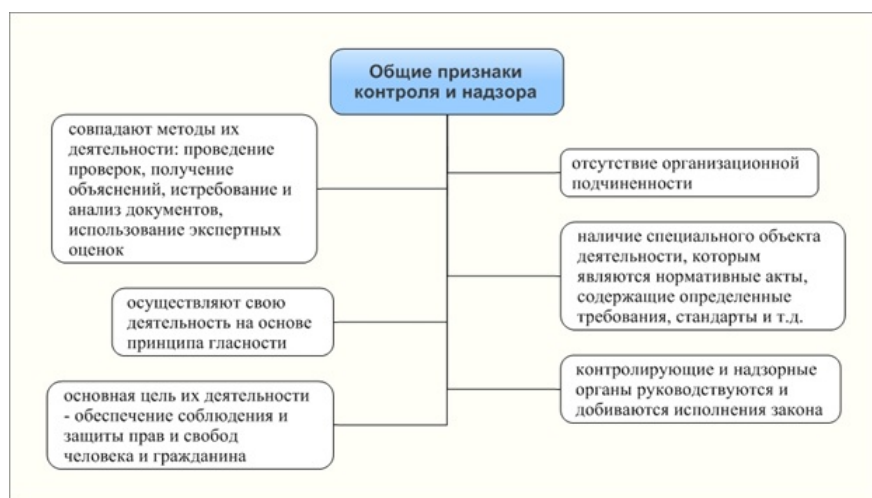 Общие признаки
контроля и надзора
совпадают методы их
деятельности: проведение
проверок, получение
объяснений, истребование и
анализ документов,
использование экспертных
оценок
осуществляют свою
деятельность на основе
принципа гласности
основная цель их деятельности
- обеспечение соблюдения и
защиты прав и свобод
человека и гражданина
отсутствие организационной
подчиненности
наличие специального объекта
деятельности, которым
являются нормативные акты,
содержащие определенные
требования, стандарты и т.д.
контролирующие и надзорные
органы руководствуются и
добиваются исполнения закона